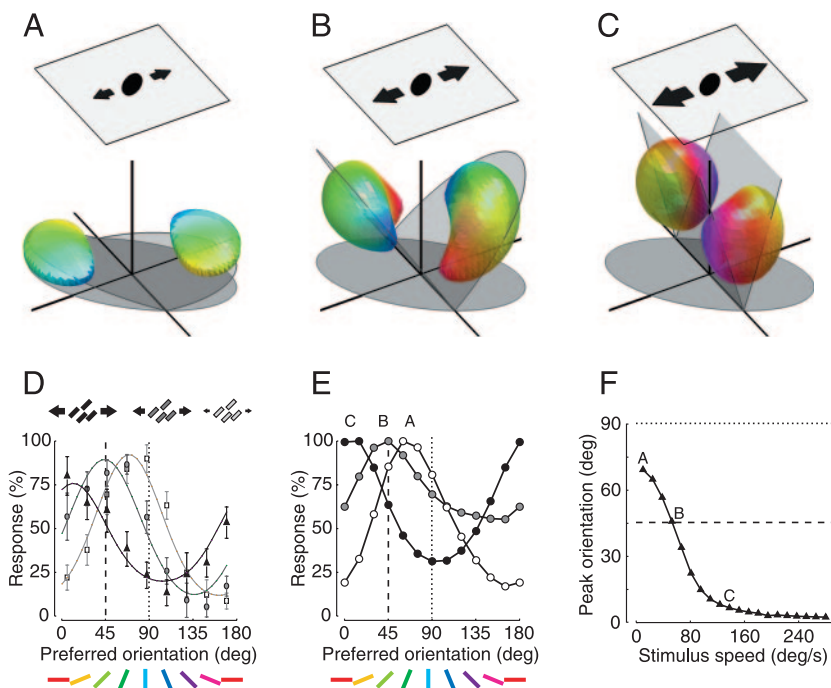 A
B
C
D
E
F
C B A
100
75
50
25
0
Response (%)
0 45 90 135 180
Preferred orientation (deg)
100
75
50
25
0
Response (%)
0 45 90 135 180
Preferred orientation (deg)
90
60
30
0
Peak orientation (deg)
A
B
C
0 80 160 240
Stimulus speed (deg/s)